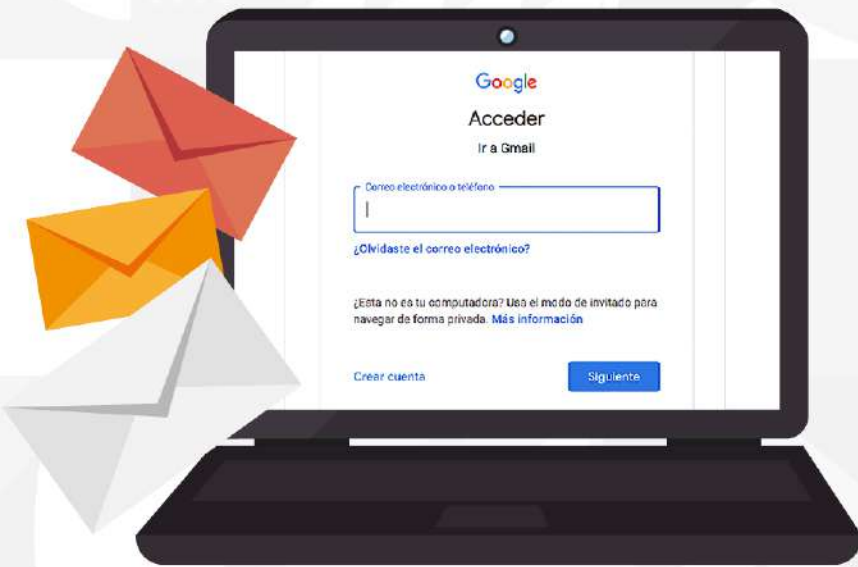 Google
Acceder
Ir a Gmail
Correo electrónico o teléfono
¿Olvidaste el correo electrónico?
¿Esta no es tu computadora? Usa el modo de invitado para
navegar de forma privada. Más información
Crear cuenta
Siguiente